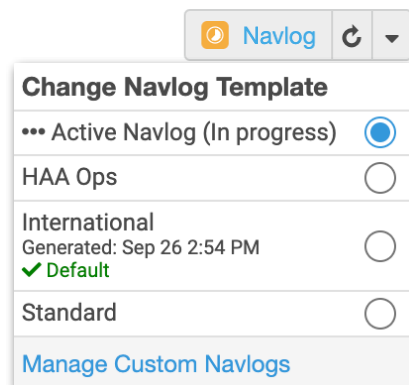 Navlog
Change Navlog Template
••• Active Navlog (In progress)
HAA Ops
International
Generated: Sep 26 2:54 PM
✔ Default
Standard
Manage Custom Navlogs